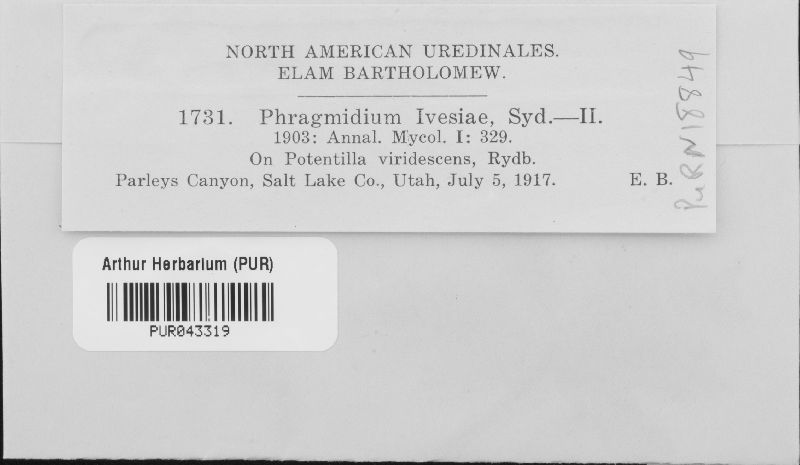 NORTH AMERICAN UREDINALES.
ELAM BARTHOLOMEW.
1731. Phragmidium Ivesiae, Syd.—II.
1903: Annal. Mycol. I: 329.
On Potentilla viridescens, Rydb.
Parleys Canyon, Salt Lake Co., Utah, July 5, 1917. E. B.
PuR N18849
Arthur Herbarium (PUR)
PUR043319